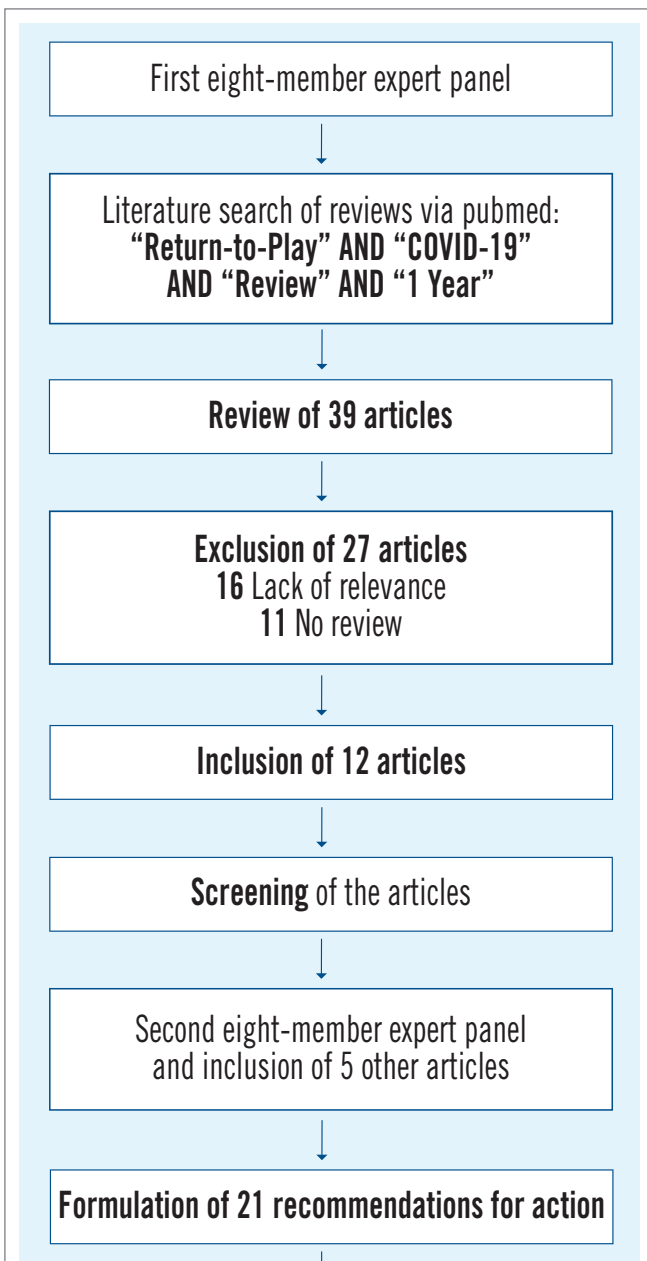 First eight-member expert panel
Literature search of reviews via pubmed:
“Return-to-Play” AND “COVID-19”
AND “Review” AND “1 Year”
Review of 39 articles
Exclusion of 27 articles
16 Lack of relevance
11 No review
Inclusion of 12 articles
Screening of the articles
Second eight-member expert panel
and inclusion of 5 other articles
Formulation of 21 recommendations for action